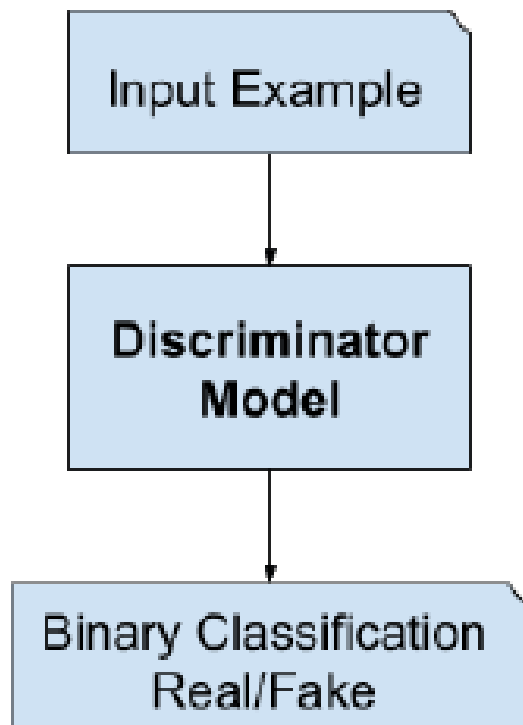 Input Example
Discriminator
Model
Binary Classification
Real/Fake